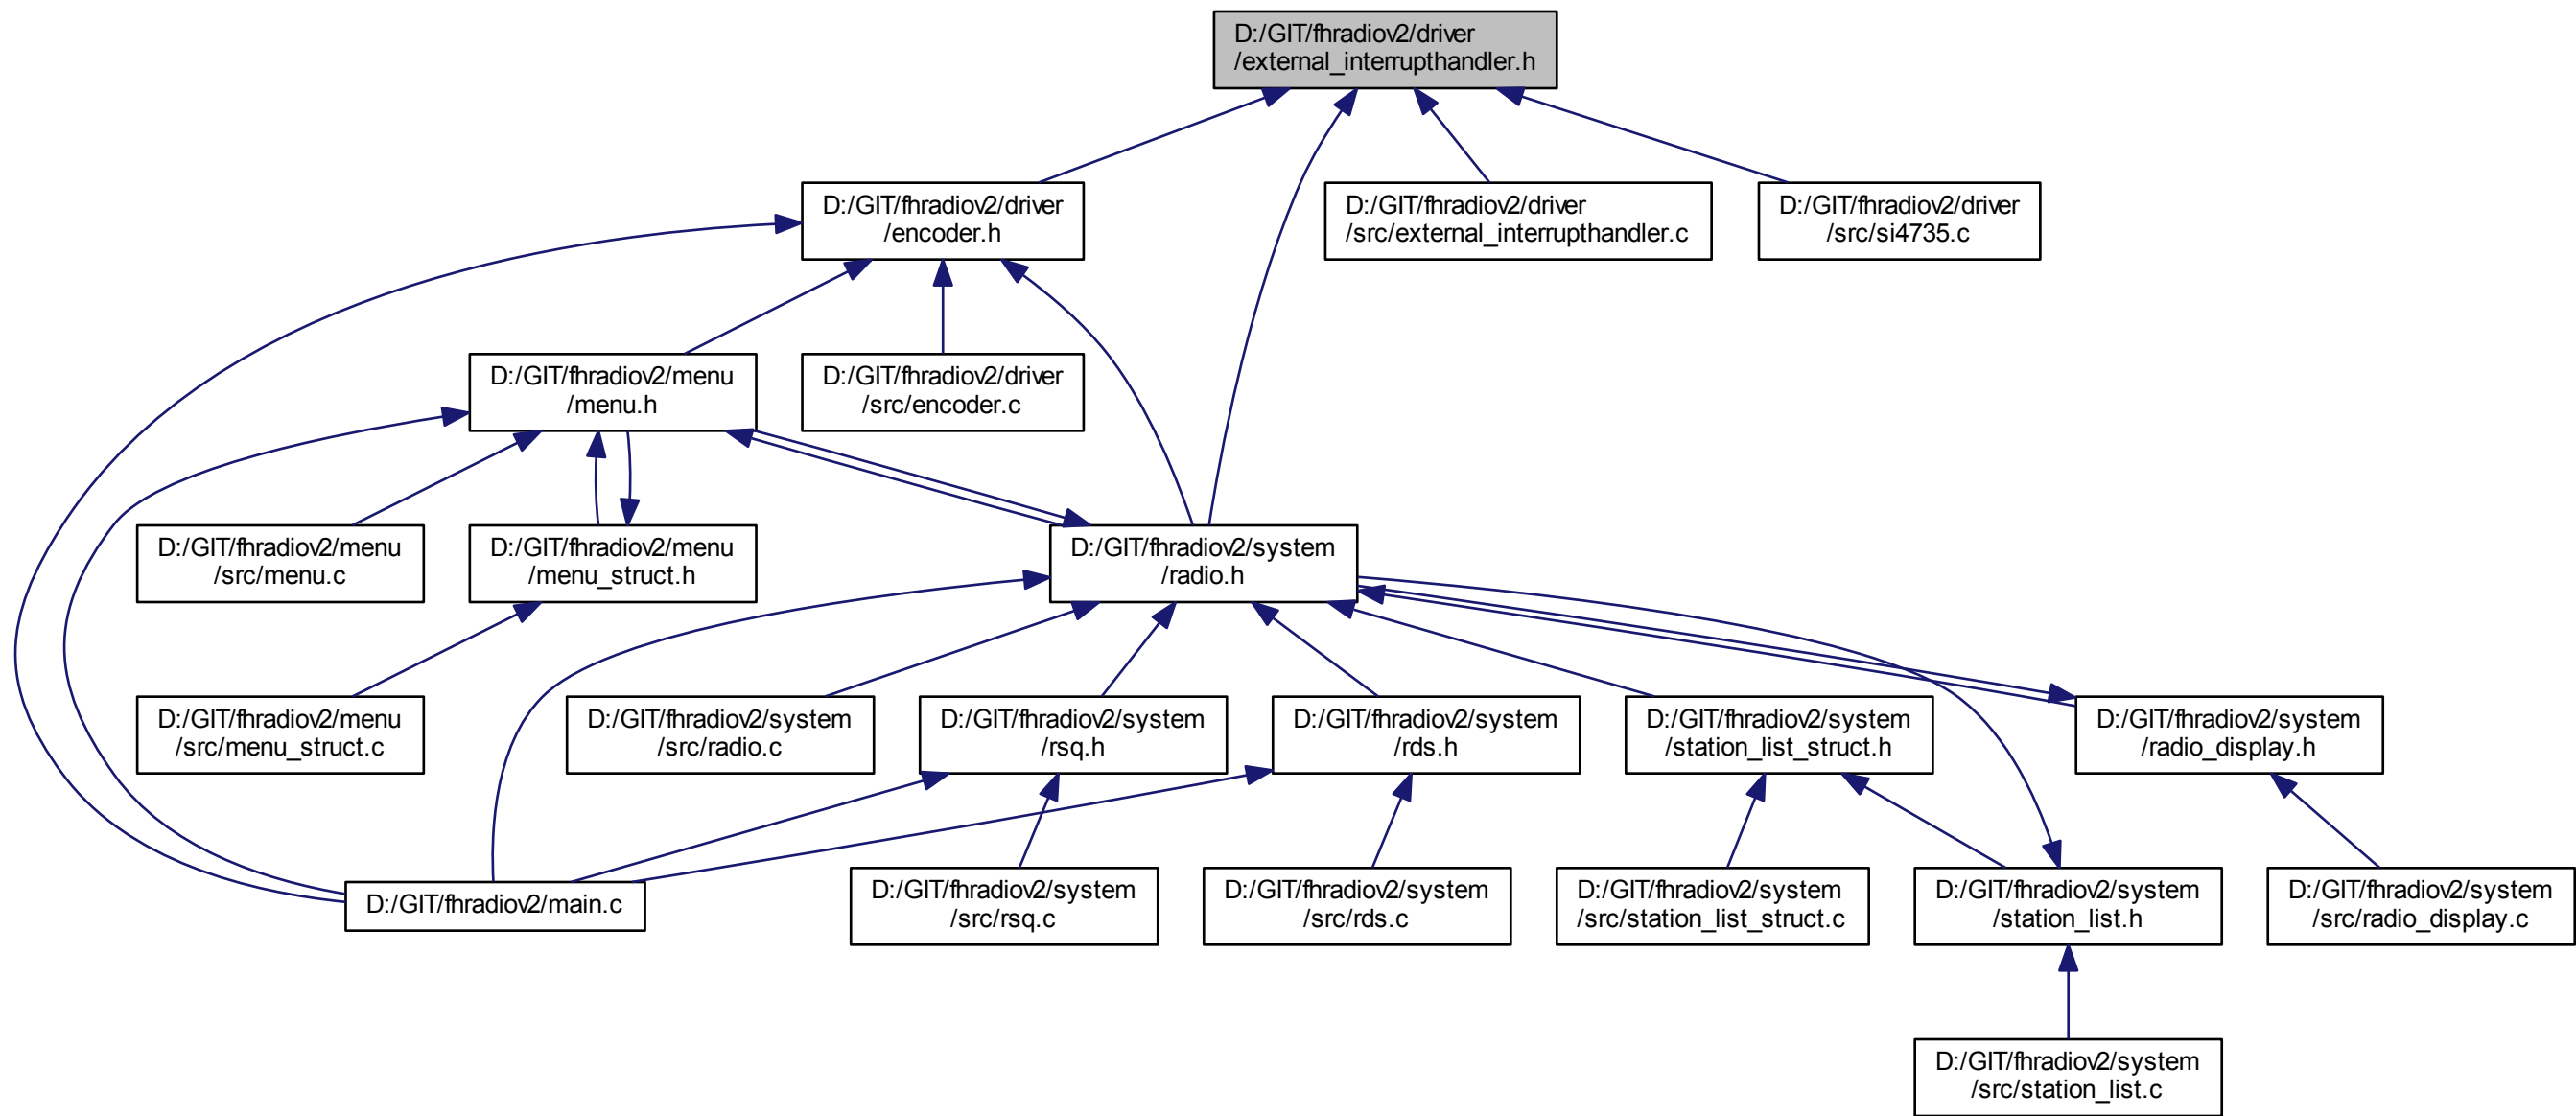 D:/GIT/fhradiov2/driver
/external_interrupthandler.h
D:/GIT/fhradiov2/driver
/encoder.h
D:/GIT/fhradiov2/driver
/src/external_interrupthandler.c
D:/GIT/fhradiov2/driver
/src/si4735.c
D:/GIT/fhradiov2/menu
/menu.h
D:/GIT/fhradiov2/driver
/src/encoder.c
D:/GIT/fhradiov2/menu
/src/menu.c
D:/GIT/fhradiov2/menu
/menu_struct.h
D:/GIT/fhradiov2/system
/radio.h
D:/GIT/fhradiov2/menu
/src/menu_struct.c
D:/GIT/fhradiov2/system
/src/radio.c
D:/GIT/fhradiov2/system
/rsq.h
D:/GIT/fhradiov2/system
/rds.h
D:/GIT/fhradiov2/system
/station_list_struct.h
D:/GIT/fhradiov2/system
/radio_display.h
D:/GIT/fhradiov2/main.c
D:/GIT/fhradiov2/system
/src/rsq.c
D:/GIT/fhradiov2/system
/src/rds.c
D:/GIT/fhradiov2/system
/src/station_list_struct.c
D:/GIT/fhradiov2/system
/station_list.h
D:/GIT/fhradiov2/system
/src/radio_display.c
D:/GIT/fhradiov2/system
/src/station_list.c